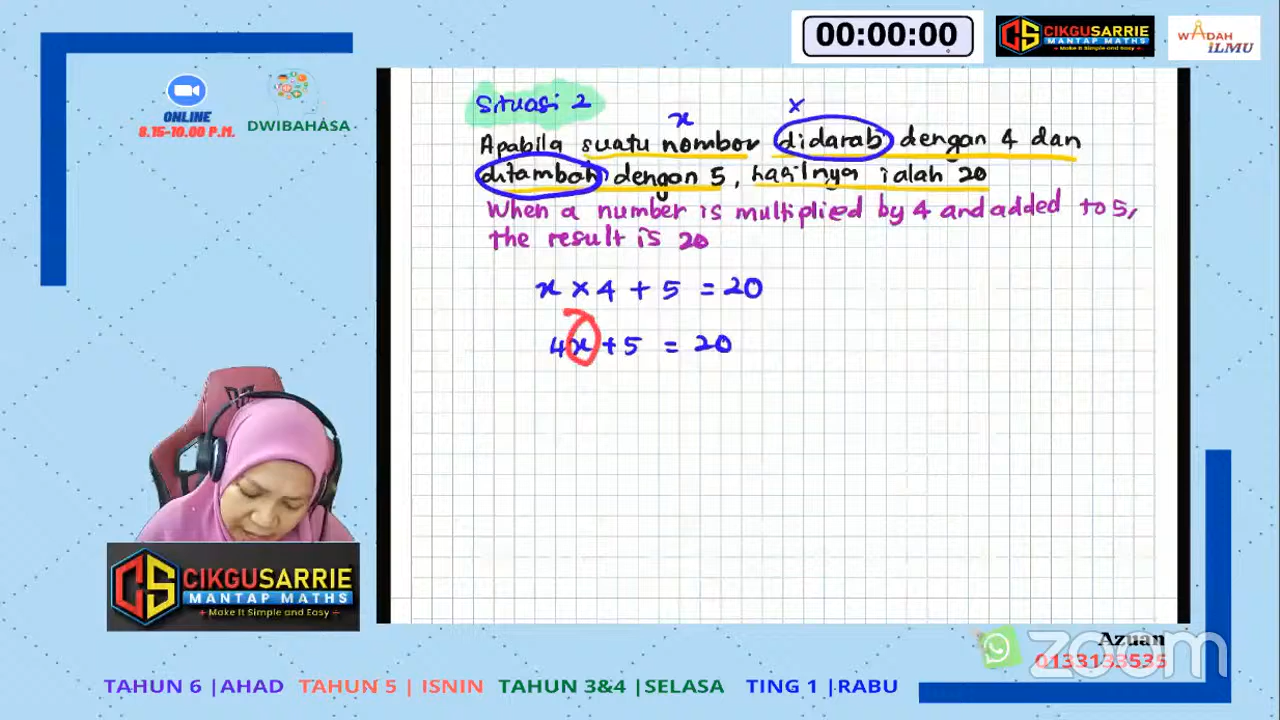 00:00:00
CS CIKGUSARRIE
MANTAP MATHS
Make It Simple and Easy
WADAH
ILMU
ONLINE
8.15-10.00 P.M.
DWIBAHASA
Situasi 2
x ×
Apabila suatu nombor didarab dengan 4 dan
ditambah dengan 5, hasilnya ialah 20
When a number is multiplied by 4 and added to 5,
the result is 20
x × 4 + 5 = 20
4x + 5 = 20
CS CIKGUSARRIE
MANTAP MATHS
Make It Simple and Easy
Azuan
0133133535
zoom
TAHUN 6 |AHAD TAHUN 5 | ISNIN TAHUN 3&4 |SELASA TING 1 |RABU